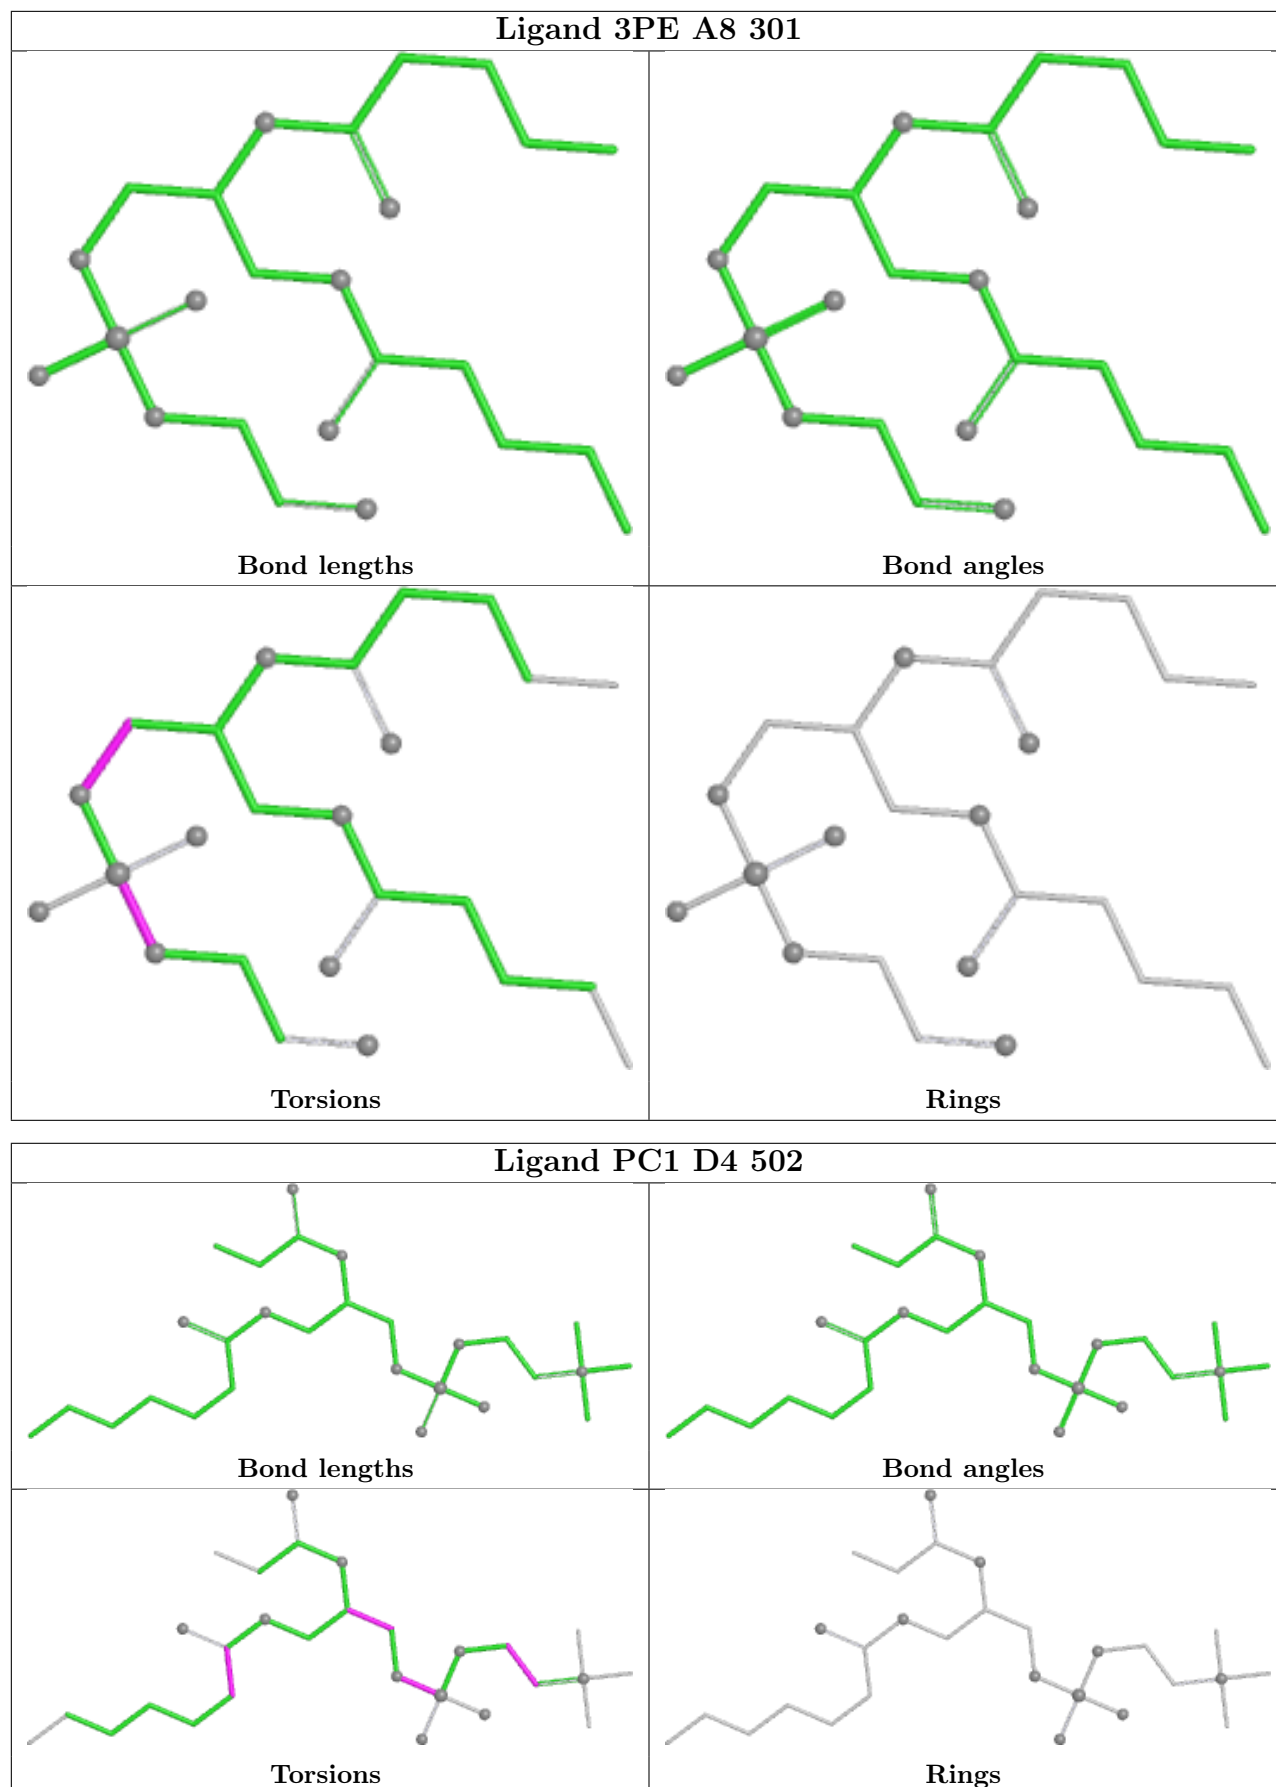 Ligand 3PE A8 301
Bond lengths
Bond angles
Torsions
Rings
Ligand PC1 D4 502
Bond lengths
Bond angles
Torsions
Rings